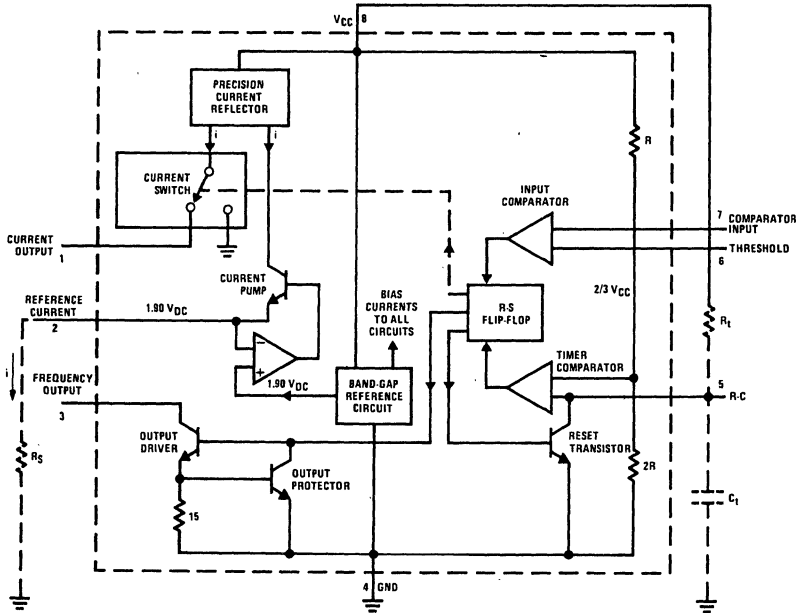 VCC 8
PRECISION
CURRENT
REFLECTOR
i
i
R
CURRENT
SWITCH
INPUT
COMPARATOR
7 COMPARATOR
INPUT
CURRENT
OUTPUT
1
THRESHOLD
6
CURRENT
PUMP
BIAS
CURRENTS
TO ALL
CIRCUITS
R-S
FLIP-FLOP
2/3 VCC
REFERENCE
CURRENT
2
1.90 VDC
Rt
−
+
TIMER
COMPARATOR
i
1.90 VDC
BAND-GAP
REFERENCE
CIRCUIT
5
R-C
FREQUENCY
OUTPUT
3
OUTPUT
DRIVER
RESET
TRANSISTOR
RS
OUTPUT
PROTECTOR
2R
15
Ct
4 GND